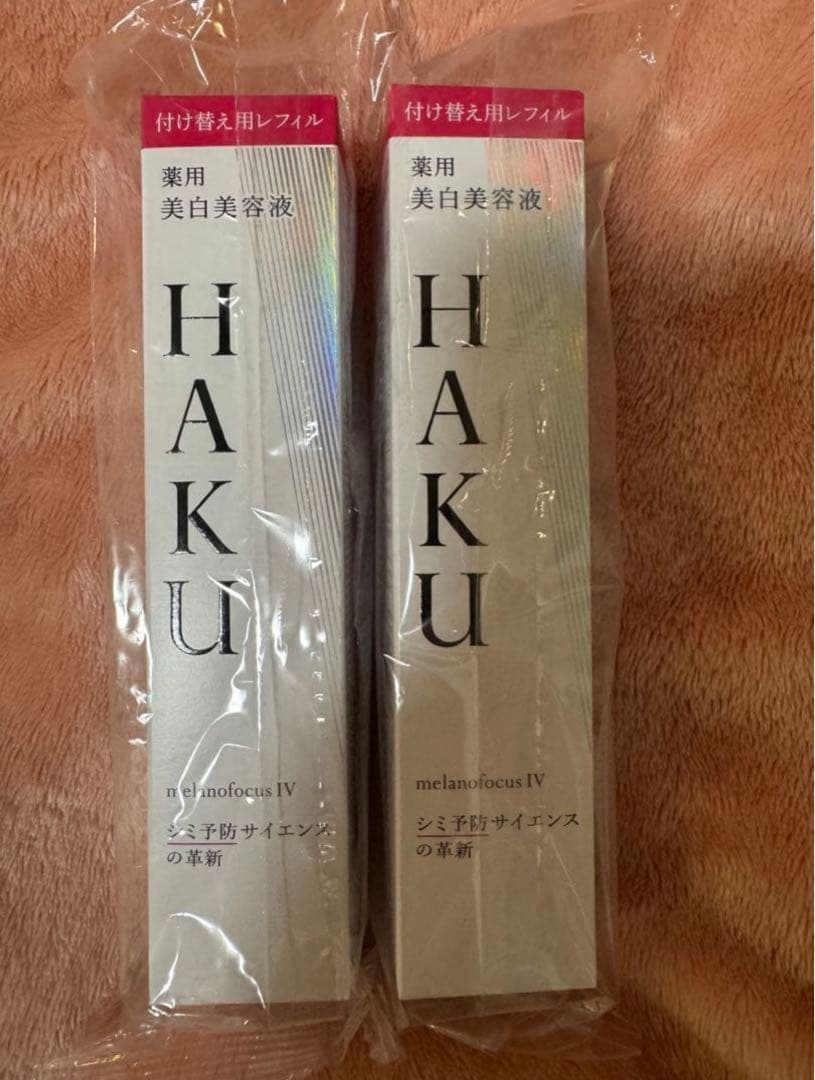 付け替え用レフィル
薬用
美白美容液
HAKU
melanofocus IV
シミ予防サイエンス
の革新
付け替え用レフィル
薬用
美白美容液
HAKU
melanofocus IV
シミ予防サイエンス
の革新